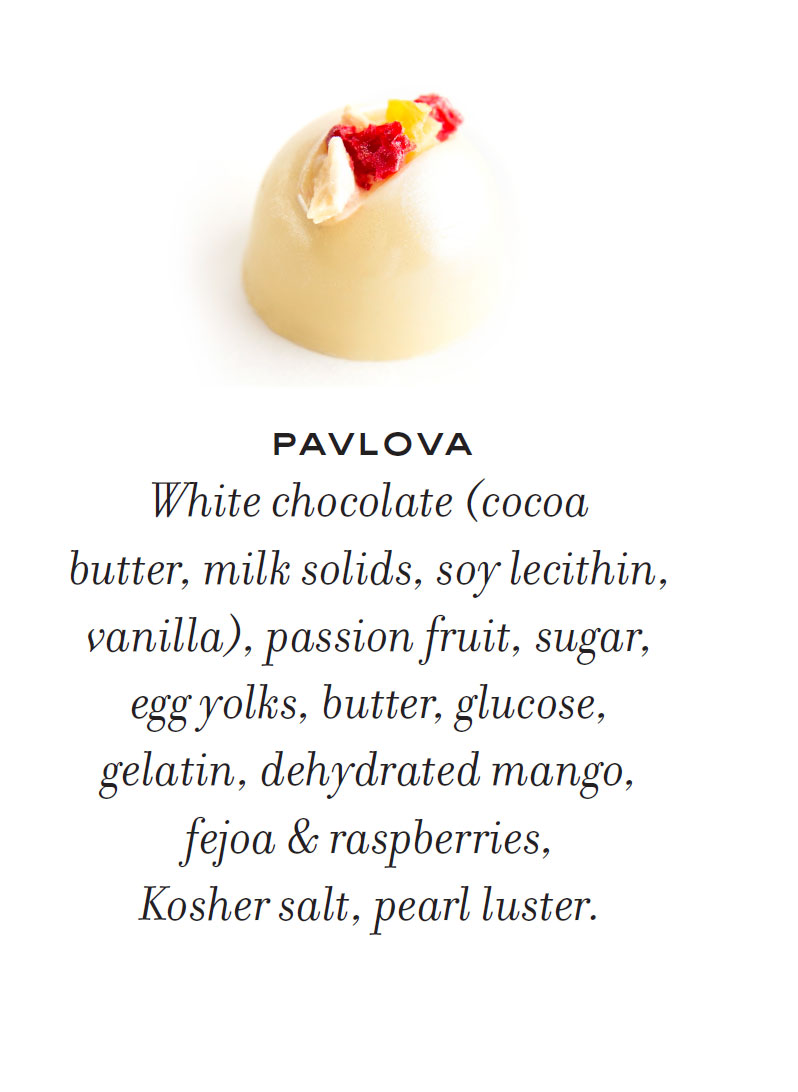 PAVLOVA
White chocolate (cocoa
butter, milk solids, soy lecithin,
vanilla), passion fruit, sugar,
egg yolks, butter, glucose,
gelatin, dehydrated mango,
fejoa & raspberries,
Kosher salt, pearl luster.